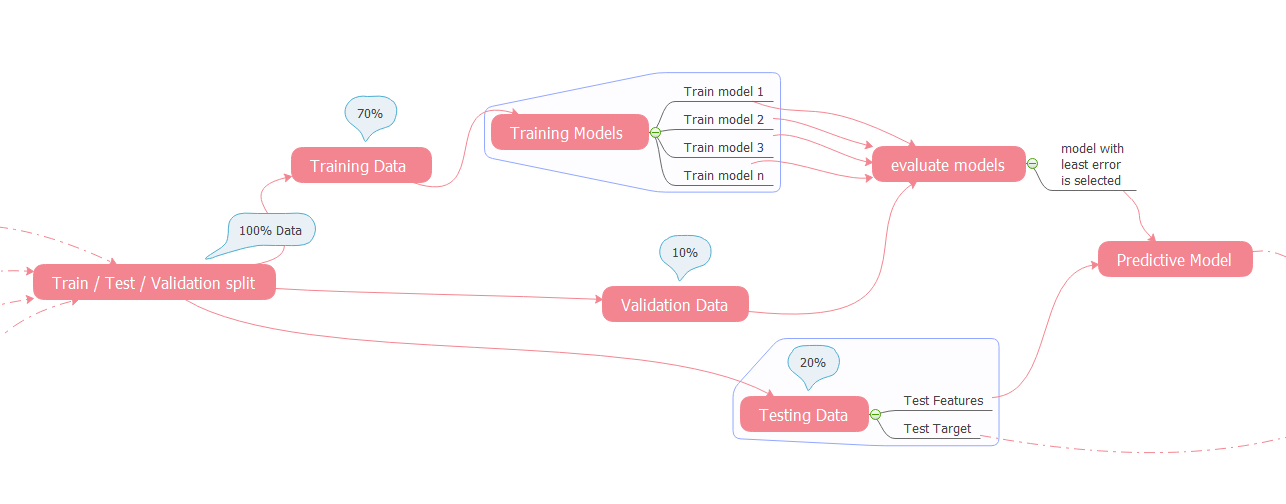 70%
Training Data
Training Models
Train model 1
Train model 2
Train model 3
Train model n
evaluate models
model with
least error
is selected
100% Data
Train / Test / Validation split
10%
Validation Data
Predictive Model
20%
Testing Data
Test Features
Test Target